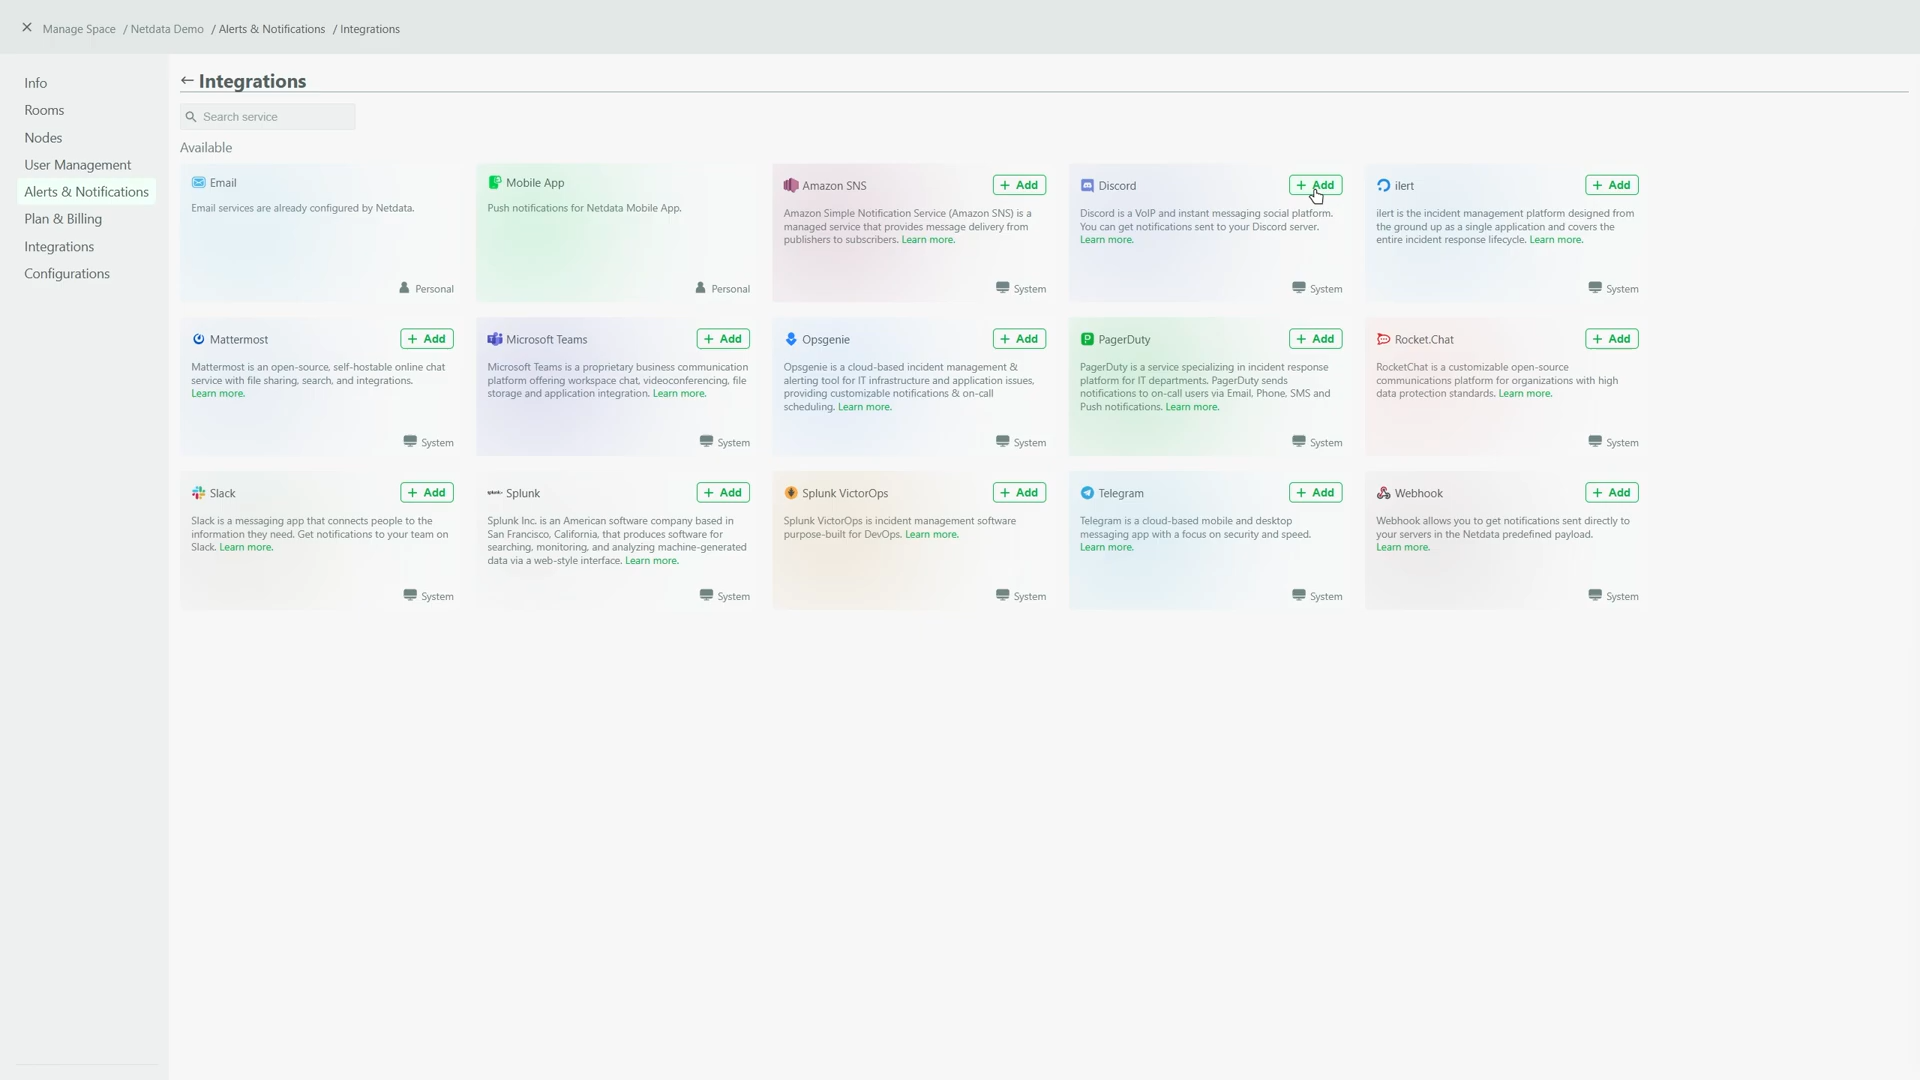 Manage Space / Netdata Demo / Alerts & Notifications / Integrations
Info
Rooms
Nodes
User Management
Alerts & Notifications
Plan & Billing
Integrations
Configurations
← Integrations
Search service
Available
Email
Email services are already configured by Netdata.
Personal
Mobile App
Push notifications for Netdata Mobile App.
Personal
Amazon SNS
+ Add
Amazon Simple Notification Service (Amazon SNS) is a
managed service that provides message delivery from
publishers to subscribers. Learn more.
System
Discord
+ Add
Discord is a VoIP and instant messaging social platform.
You can get notifications sent to your Discord server.
Learn more.
System
ilert
+ Add
ilert is the incident management platform designed from
the ground up as a single application and covers the
entire incident response lifecycle. Learn more.
System
Mattermost
+ Add
Mattermost is an open-source, self-hostable online chat
service with file sharing, search, and integrations.
Learn more.
System
Microsoft Teams
+ Add
Microsoft Teams is a proprietary business communication
platform offering workspace chat, videoconferencing, file
storage and application integration. Learn more.
System
Opsgenie
+ Add
Opsgenie is a cloud-based incident management &
alerting tool for IT infrastructure and application issues,
providing customizable notifications & on-call
scheduling. Learn more.
System
PagerDuty
+ Add
PagerDuty is a service specializing in incident response
platform for IT departments. PagerDuty sends
notifications to on-call users via Email, Phone, SMS and
Push notifications. Learn more.
System
Rocket.Chat
+ Add
RocketChat is a customizable open-source
communications platform for organizations with high
data protection standards. Learn more.
System
Slack
+ Add
Slack is a messaging app that connects people to the
information they need. Get notifications to your team on
Slack. Learn more.
System
splunk> Splunk
+ Add
Splunk Inc. is an American software company based in
San Francisco, California, that produces software for
searching, monitoring, and analyzing machine-generated
data via a web-style interface. Learn more.
System
Splunk VictorOps
+ Add
Splunk VictorOps is incident management software
purpose-built for DevOps. Learn more.
System
Telegram
+ Add
Telegram is a cloud-based mobile and desktop
messaging app with a focus on security and speed.
Learn more.
System
Webhook
+ Add
Webhook allows you to get notifications sent directly to
your servers in the Netdata predefined payload.
Learn more.
System